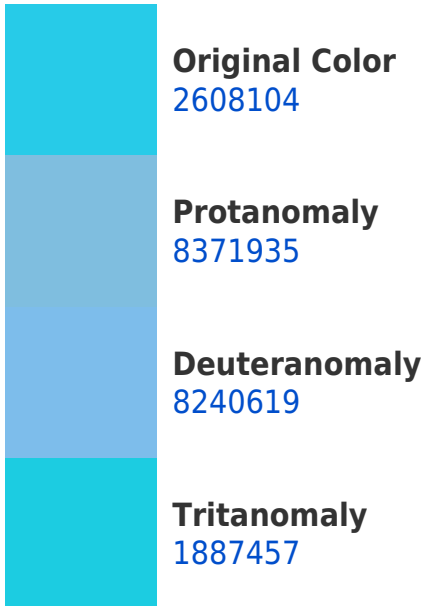 Original Color
2608104
Protanomaly
8371935
Deuteranomaly
8240619
Tritanomaly
1887457